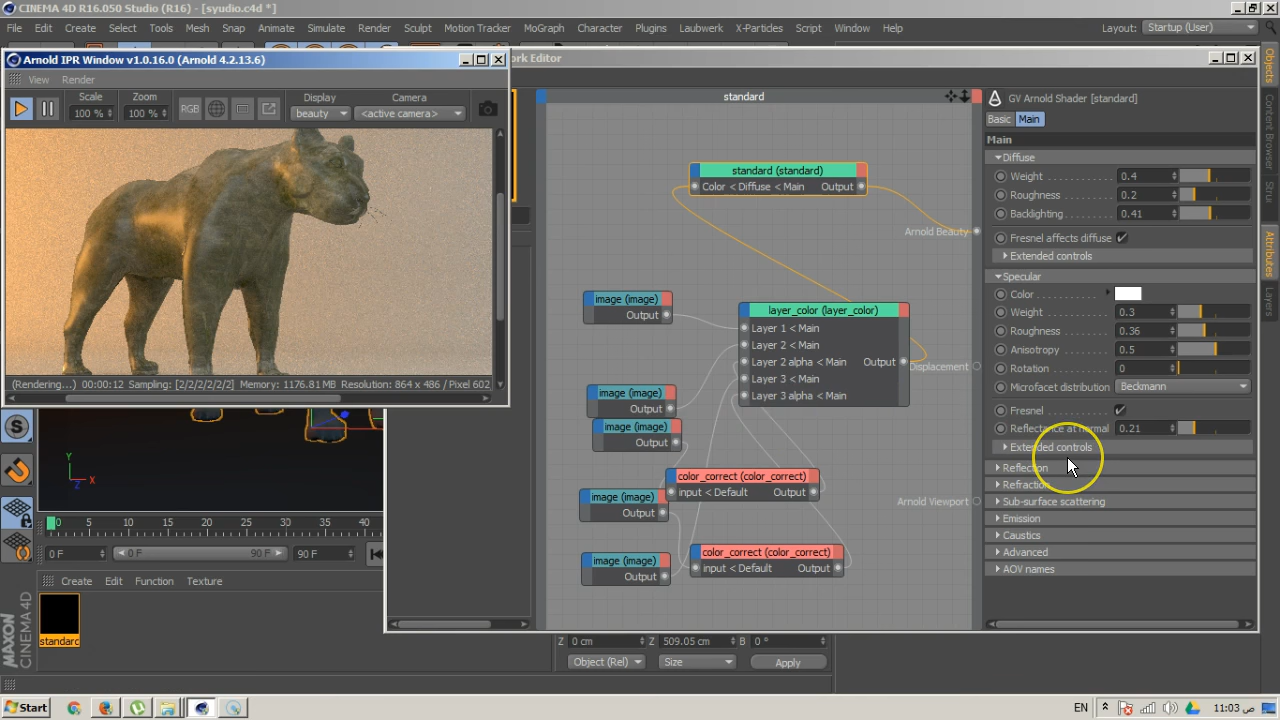 CINEMA 4D R16.050 Studio (R16) - [syudio.c4d *]
File Edit Create Select Tools Mesh Snap Animate Simulate Render Sculpt Motion Tracker MoGraph Character Plugins Laubwerk X-Particles Script Window Help Layout: Startup (User)
Arnold IPR Window v1.0.16.0 (Arnold 4.2.13.6)
View Render
Scale Zoom Display Camera
100 % 100 % RGB beauty <active camera>
(Rendering...) 00:00:12 Sampling: [2/2/2/2/2/2] Memory: 1176.81 MB Resolution: 864 x 486 / Pixel 602
rk Editor
standard
standard (standard)
Color < Diffuse < Main Output
Arnold Beauty
image (image)
Output
layer_color (layer_color)
Layer 1 < Main
Layer 2 < Main
Layer 2 alpha < Main Output
Layer 3 < Main
Layer 3 alpha < Main
Displacement
image (image)
Output
image (image)
Output
color_correct (color_correct)
input < Default Output
image (image)
Output
Arnold Viewport
color_correct (color_correct)
input < Default Output
image (image)
Output
GV Arnold Shader [standard]
Basic Main
Main
Diffuse
Weight 0.4
Roughness 0.2
Backlighting 0.41
Fresnel affects diffuse
Extended controls
Specular
Color
Weight 0.3
Roughness 0.36
Anisotropy 0.5
Rotation 0
Microfacet distribution Beckmann
Fresnel
Reflectance at normal 0.21
Extended controls
Reflection
Refraction
Sub-surface scattering
Emission
Caustics
Advanced
AOV names
Objects
Content Browser
Struc
Attributes
Layers
S
Y
X
Z
0 5 10 15 20 25 30 35 40
0 F 0 F 90 F 90 F
Create Edit Function Texture
standard
MAXON
CINEMA 4D
Z 0 cm Z 509.05 cm B 0 °
Object (Rel) Size Apply
Start EN 11:03 ص